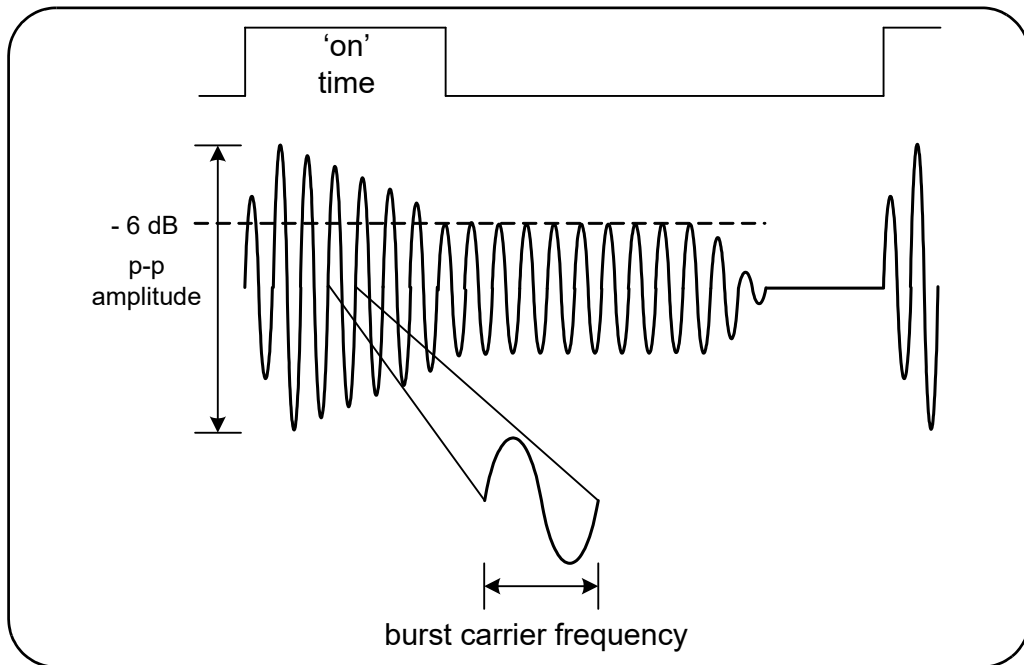 ‘on’
time
- 6 dB
p-p
amplitude
burst carrier frequency